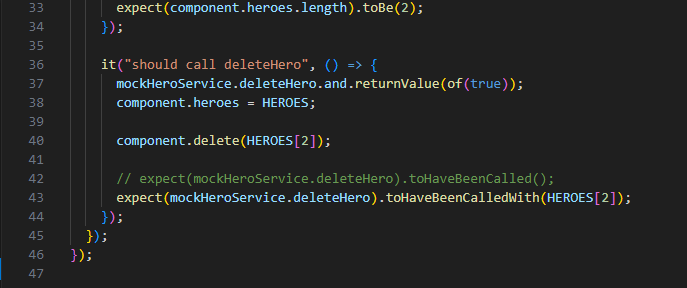 33 expect(component.heroes.length).toBe(2);
34 });
35
36 it("should call deleteHero", () => {
37 mockHeroService.deleteHero.and.returnValue(of(true));
38 component.heroes = HEROES;
39
40 component.delete(HEROES[2]);
41
42 // expect(mockHeroService.deleteHero).toHaveBeenCalled();
43 expect(mockHeroService.deleteHero).toHaveBeenCalledWith(HEROES[2]);
44 });
45 });
46 });
47